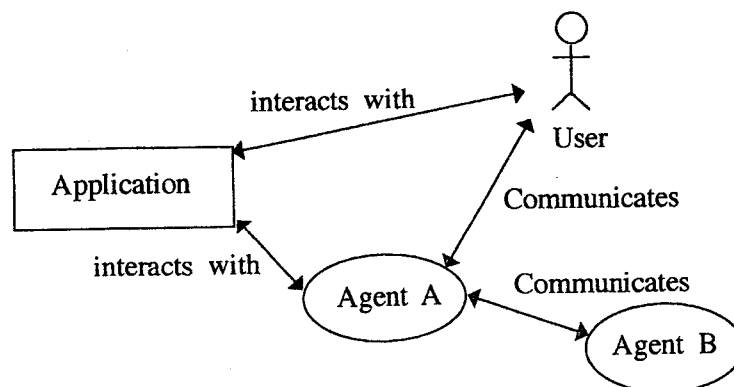 interacts with
User
Application
Communicates
interacts with
Agent A
Communicates
Agent B